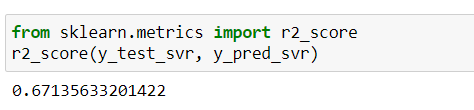 from sklearn.metrics import r2_score
r2_score(y_test_svr, y_pred_svr)
0.67135633201422